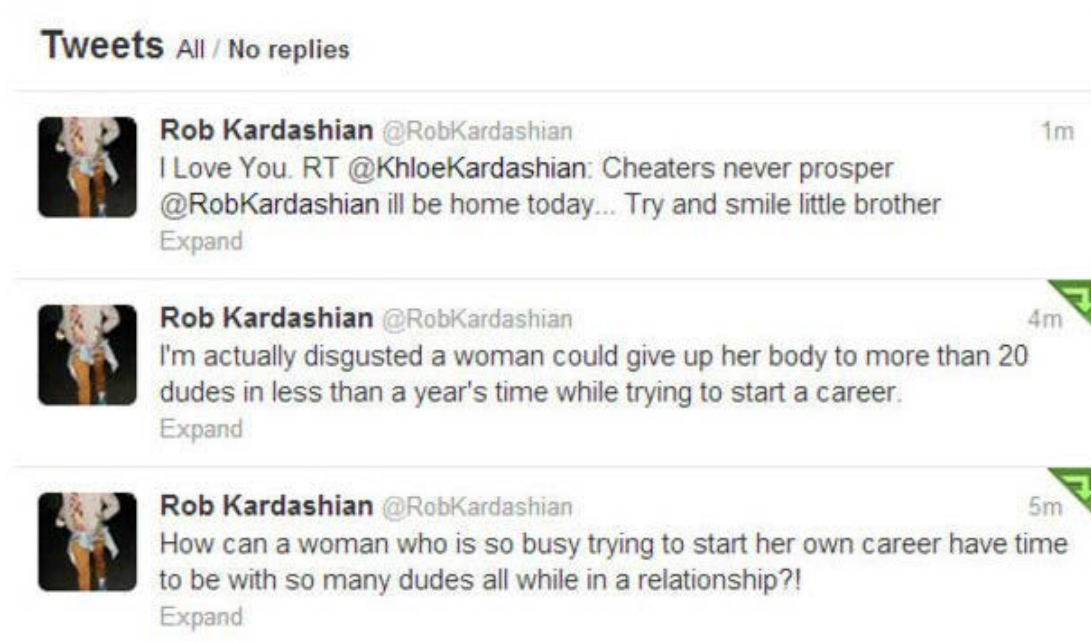 Tweets All / No replies
Rob Kardashian @RobKardashian 1m
I Love You. RT @KhloeKardashian: Cheaters never prosper
@RobKardashian ill be home today... Try and smile little brother
Expand
Rob Kardashian @RobKardashian 4m
I'm actually disgusted a woman could give up her body to more than 20
dudes in less than a year's time while trying to start a career.
Expand
Rob Kardashian @RobKardashian 5m
How can a woman who is so busy trying to start her own career have time
to be with so many dudes all while in a relationship?!
Expand